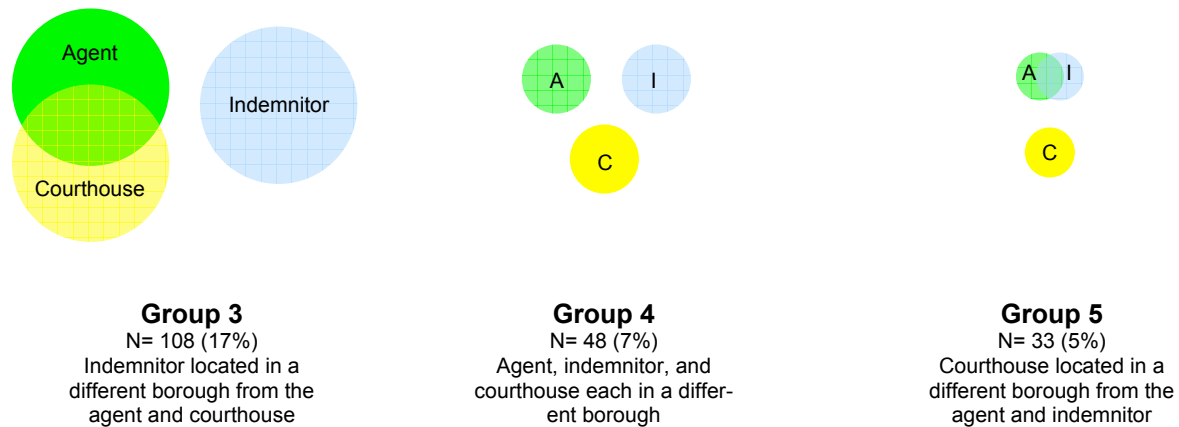 Agent
Courthouse
Indemnitor
A
I
C
A
I
C
Group 3
N= 108 (17%)
Indemnitor located in a
different borough from the
agent and courthouse
Group 4
N= 48 (7%)
Agent, indemnitor, and
courthouse each in a differ-
ent borough
Group 5
N= 33 (5%)
Courthouse located in a
different borough from the
agent and indemnitor